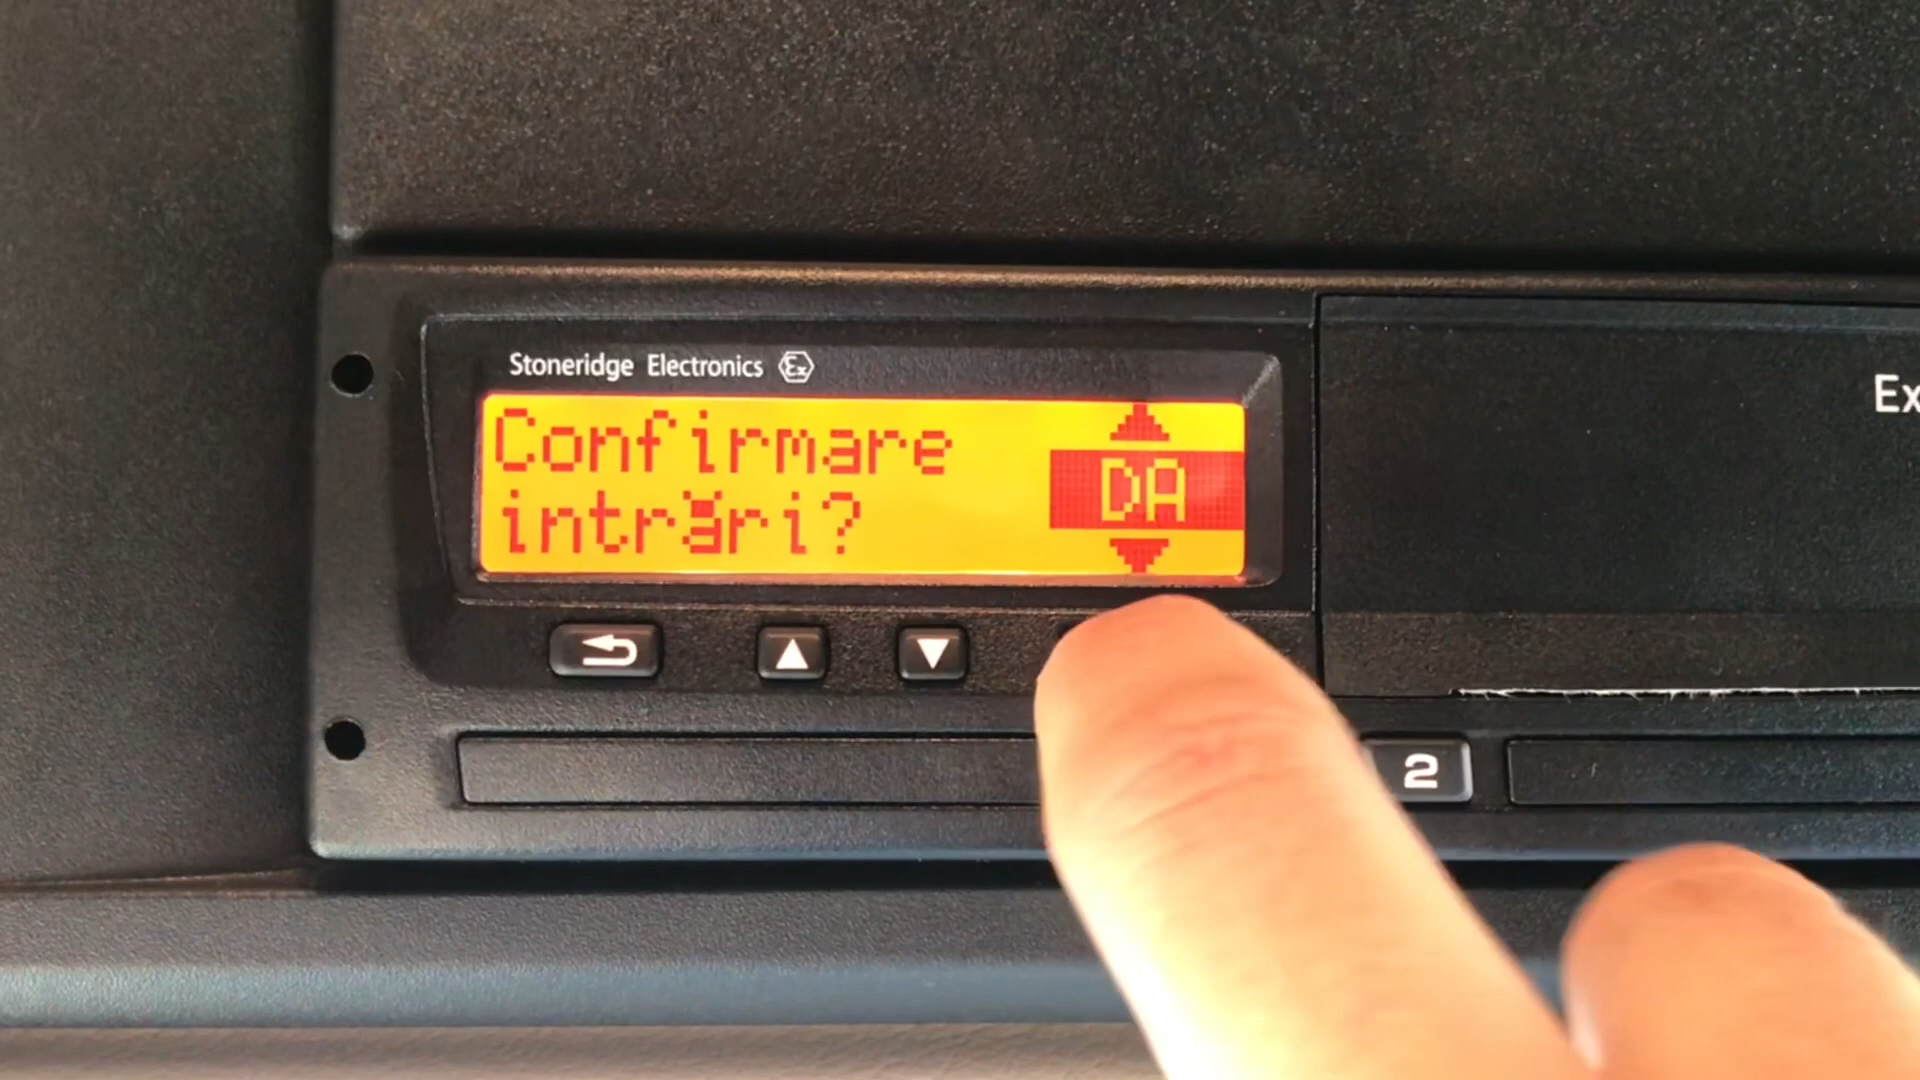 Stoneridge Electronics Ex
Confirmare
intrări?
DA
2
Ex